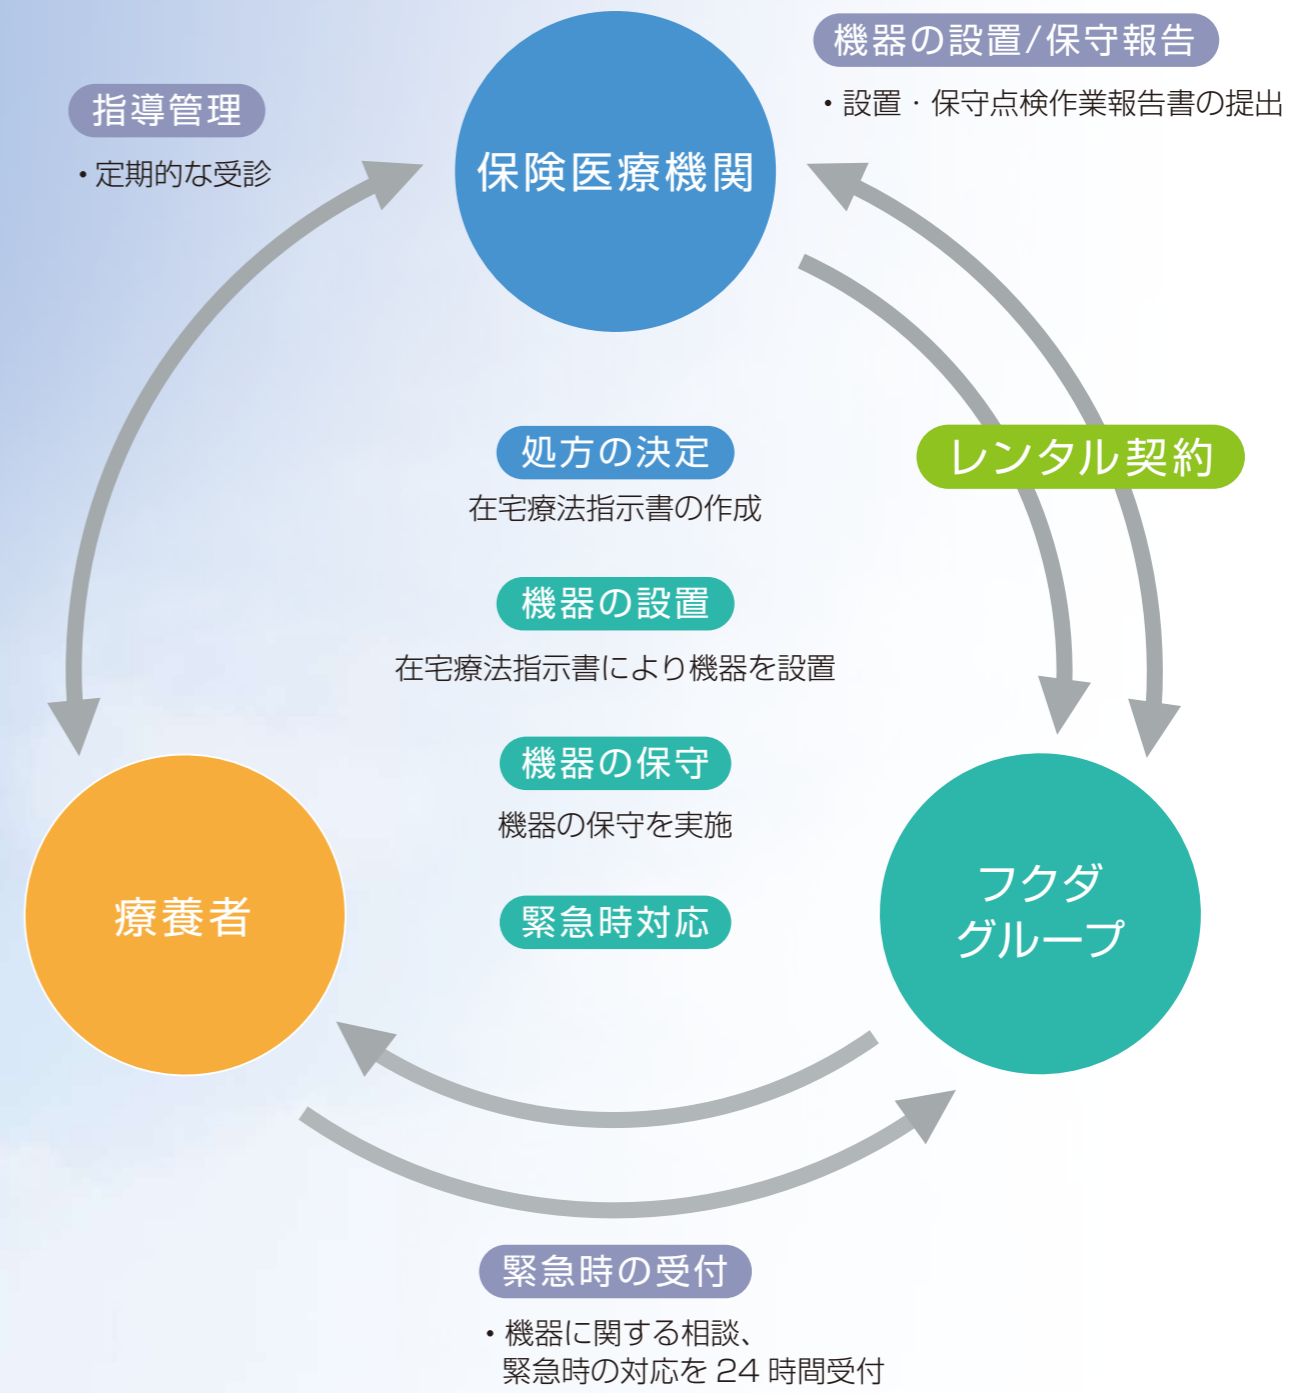 機器の設置/保守報告
・設置・保守点検作業報告書の提出
指導管理
・定期的な受診
保険医療機関
レンタル契約
処方の決定
在宅療法指示書の作成
機器の設置
在宅療法指示書により機器を設置
機器の保守
機器の保守を実施
緊急時対応
療養者
フクダ
グループ
緊急時の受付
・機器に関する相談、
緊急時の対応を 24 時間受付